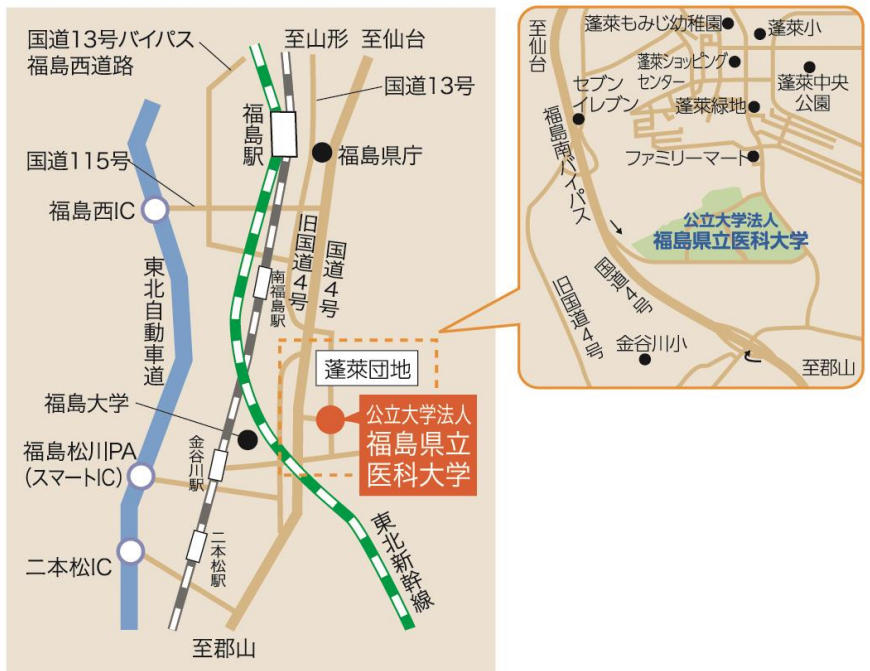 国道13号バイパス
福島西道路
至山形
至仙台
国道13号
福島駅
福島県庁
国道115号
福島西IC
旧国道4号
国道4号
東北自動車道
南福島駅
蓬萊団地
福島大学
公立大学法人
福島県立
医科大学
福島松川PA
(スマートIC)
金谷川駅
二本松IC
二本松駅
東北新幹線
至郡山
至仙台
蓬萊もみじ幼稚園
蓬萊小
蓬萊ショッピング
センター
蓬萊中央
公園
セブン
イレブン
蓬萊緑地
福島南バイパス
ファミリーマート
公立大学法人
福島県立医科大学
国道4号
旧国道4号
金谷川小
至郡山